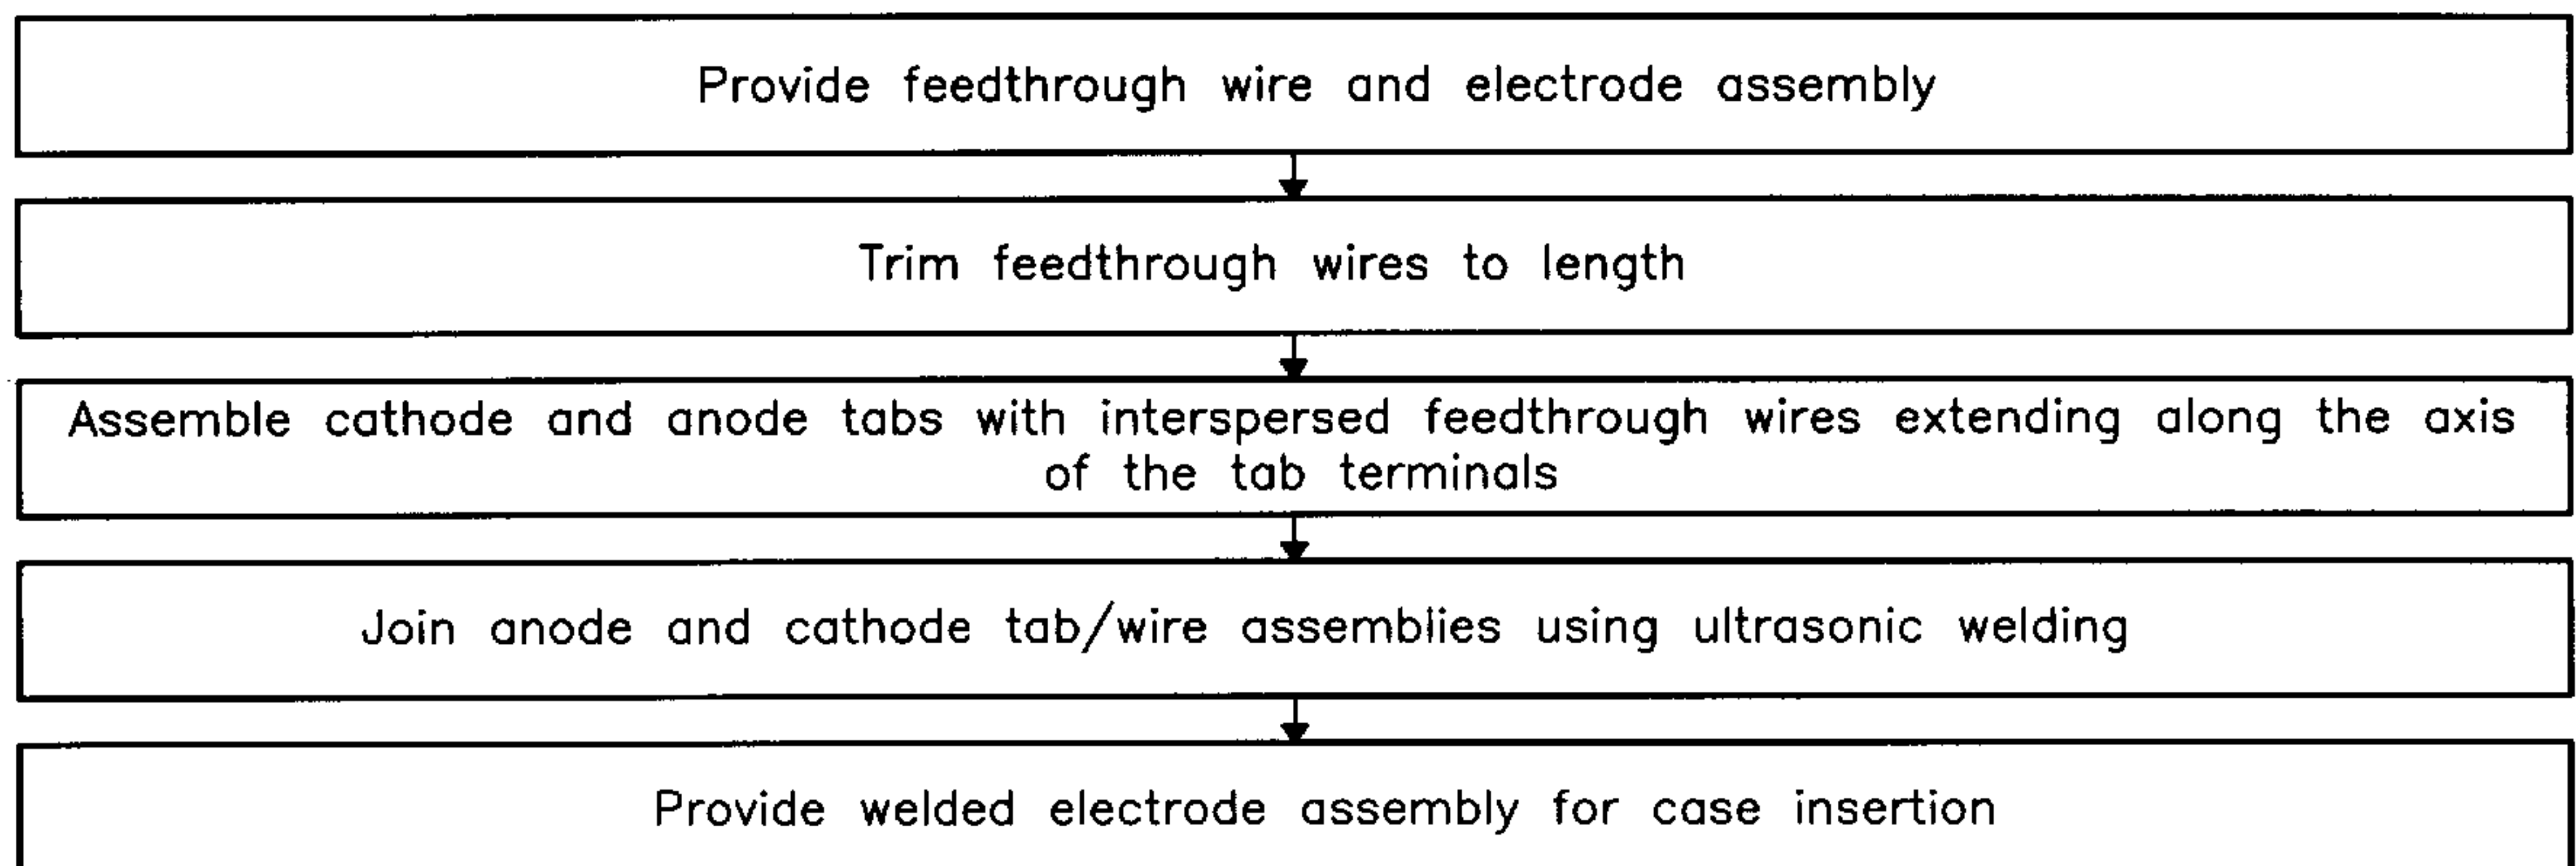 Provide feedthrough wire and electrode assembly
Trim feedthrough wires to length
Assemble cathode and anode tabs with interspersed feedthrough wires extending along the axis
of the tab terminals
Join anode and cathode tab/wire assemblies using ultrasonic welding
Provide welded electrode assembly for case insertion